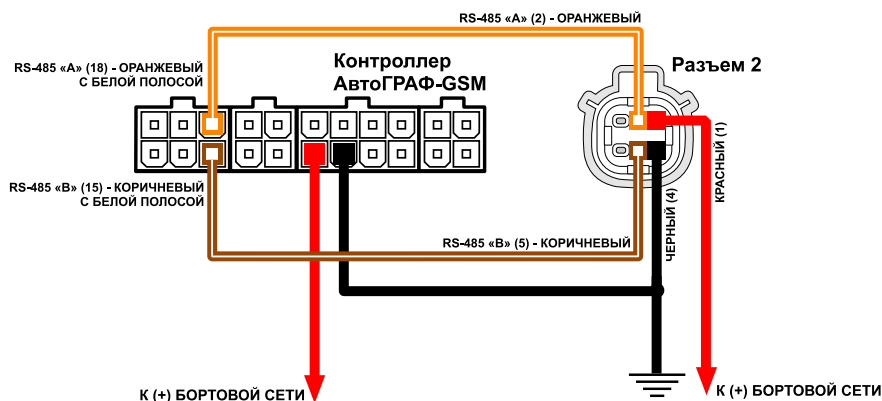 RS-485 «А» (2) - ОРАНЖЕВЫЙ
RS-485 «А» (18) - ОРАНЖЕВЫЙ
С БЕЛОЙ ПОЛОСОЙ
Контроллер
АвтоГРАФ-GSM
Разъем 2
КРАСНЫЙ (1)
RS-485 «В» (15) - КОРИЧНЕВЫЙ
С БЕЛОЙ ПОЛОСОЙ
RS-485 «В» (5) - КОРИЧНЕВЫЙ
ЧЕРНЫЙ (4)
К (+) БОРТОВОЙ СЕТИ
К (+) БОРТОВОЙ СЕТИ